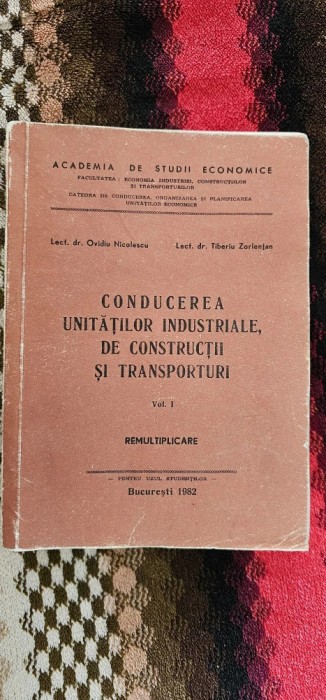 ACADEMIA DE STUDII ECONOMICE
FACULTATEA: ECONOMIA INDUSTRIEI, CONSTRUCȚIILOR
ȘI TRANSPORTURILOR
CATEDRA DE CONDUCEREA, ORGANIZAREA ȘI PLANIFICAREA
UNITĂȚILOR ECONOMICE
Lect. dr. Ovidiu Nicolescu Lect. dr. Tiberiu Zorlențan
CONDUCEREA
UNITĂȚILOR INDUSTRIALE,
DE CONSTRUCȚII
ȘI TRANSPORTURI
Vol. I
REMULTIPLICARE
— PENTRU UZUL STUDENȚILOR —
București 1982